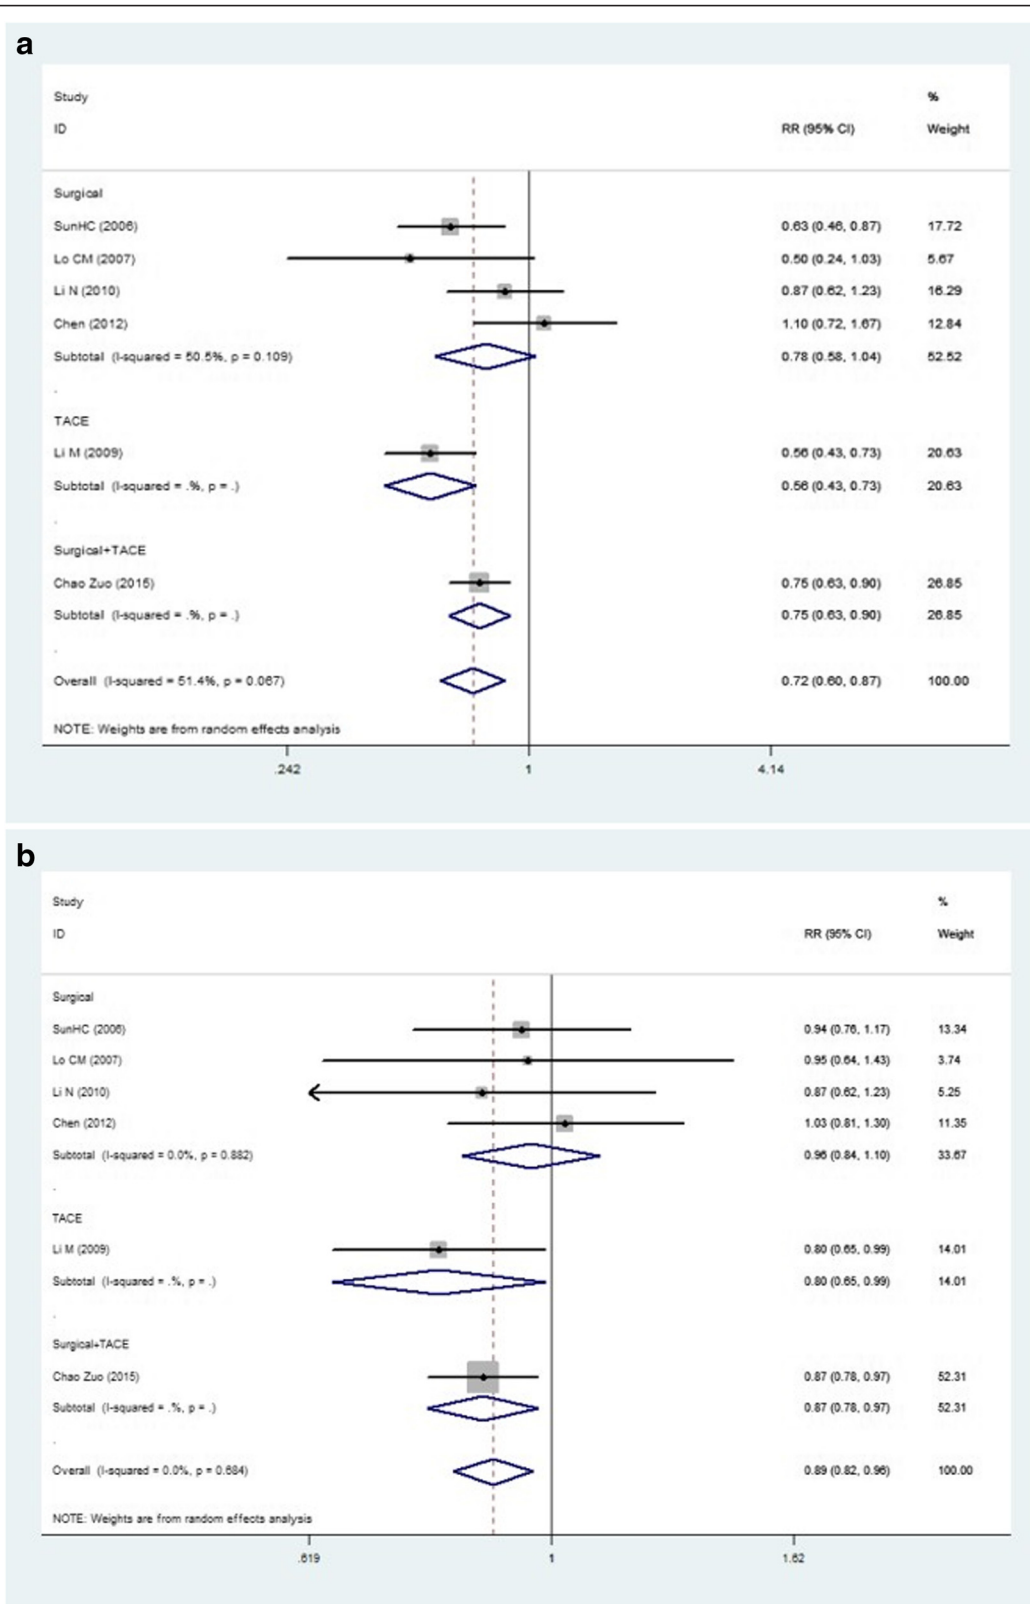 a
Study %
ID RR (95% CI) Weight
Surgical
SunHC (2006) 0.63 (0.46, 0.87) 17.72
Lo CM (2007) 0.50 (0.24, 1.03) 5.67
Li N (2010) 0.87 (0.62, 1.23) 16.29
Chen (2012) 1.10 (0.72, 1.67) 12.84
Subtotal (I-squared = 50.5%, p = 0.109) 0.78 (0.58, 1.04) 52.52
.
TACE
Li M (2009) 0.56 (0.43, 0.73) 20.63
Subtotal (I-squared = .%, p = .) 0.56 (0.43, 0.73) 20.63
.
Surgical+TACE
Chao Zuo (2015) 0.75 (0.63, 0.90) 26.85
Subtotal (I-squared = .%, p = .) 0.75 (0.63, 0.90) 26.85
.
Overall (I-squared = 51.4%, p = 0.067) 0.72 (0.60, 0.87) 100.00
NOTE: Weights are from random effects analysis
.242 1 4.14
b
Study %
ID RR (95% CI) Weight
Surgical
SunHC (2006) 0.94 (0.76, 1.17) 13.34
Lo CM (2007) 0.95 (0.64, 1.43) 3.74
Li N (2010) 0.87 (0.62, 1.23) 5.25
Chen (2012) 1.03 (0.81, 1.30) 11.35
Subtotal (I-squared = 0.0%, p = 0.882) 0.96 (0.84, 1.10) 33.67
.
TACE
Li M (2009) 0.80 (0.65, 0.99) 14.01
Subtotal (I-squared = .%, p = .) 0.80 (0.65, 0.99) 14.01
.
Surgical+TACE
Chao Zuo (2015) 0.87 (0.78, 0.97) 52.31
Subtotal (I-squared = .%, p = .) 0.87 (0.78, 0.97) 52.31
.
Overall (I-squared = 0.0%, p = 0.684) 0.89 (0.82, 0.96) 100.00
NOTE: Weights are from random effects analysis
.619 1 1.62